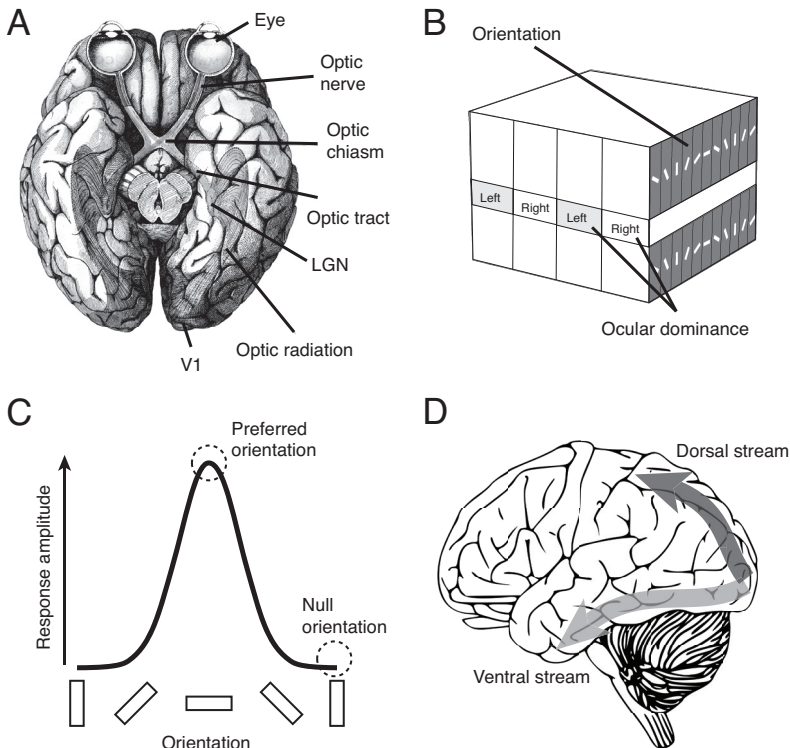 A
Eye
Optic
nerve
Optic
chiasm
Optic tract
LGN
Optic radiation
V1
B
Orientation
Left
Right
Left
Right
Ocular dominance
C
Preferred
orientation
Response amplitude
Null
orientation
Orientation
D
Dorsal stream
Ventral stream